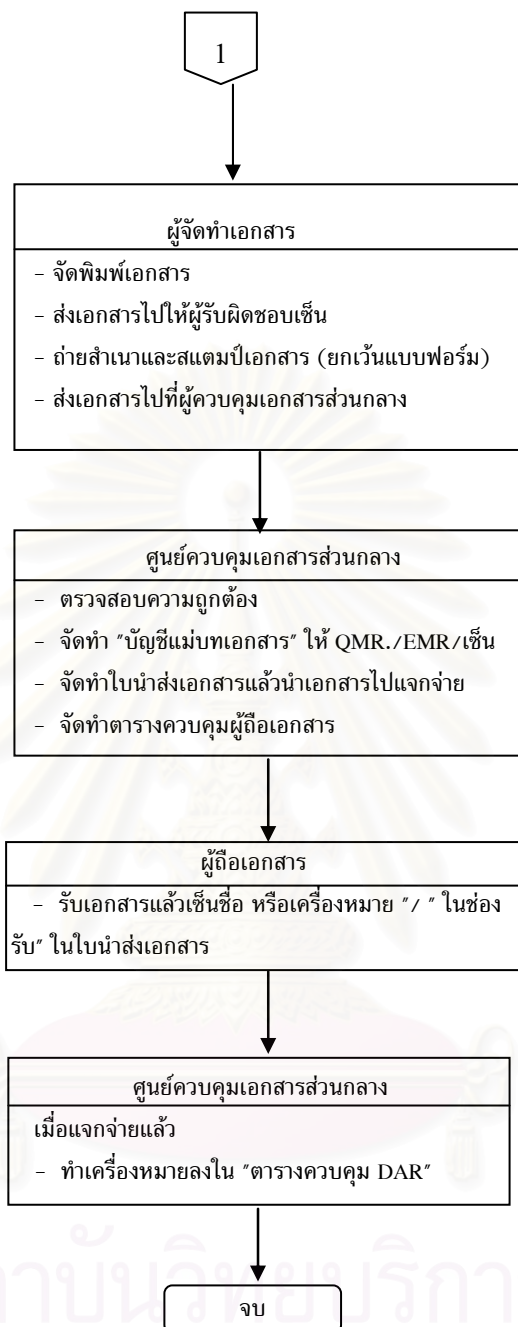 1
ผู้จัดทำเอกสาร
- จัดพิมพ์เอกสาร
- ส่งเอกสารไปให้ผู้รับผิดชอบเซ็น
- ถ่ายสำเนาและสแตมป์เอกสาร (ยกเว้นแบบฟอร์ม)
- ส่งเอกสารไปที่ผู้ควบคุมเอกสารส่วนกลาง
ศูนย์ควบคุมเอกสารส่วนกลาง
- ตรวจสอบความถูกต้อง
- จัดทำ "บัญชีแม่บทเอกสาร" ให้ QMR./EMR/เซ็น
- จัดทำใบนำส่งเอกสารแล้วนำเอกสารไปแจกจ่าย
- จัดทำตารางควบคุมผู้ถือเอกสาร
ผู้ถือเอกสาร
- รับเอกสารแล้วเซ็นชื่อ หรือเครื่องหมาย "/ " ในช่อง
รับ" ในใบนำส่งเอกสาร
ศูนย์ควบคุมเอกสารส่วนกลาง
เมื่อแจกจ่ายแล้ว
- ทำเครื่องหมายลงใน "ตารางควบคุม DAR"
จบ